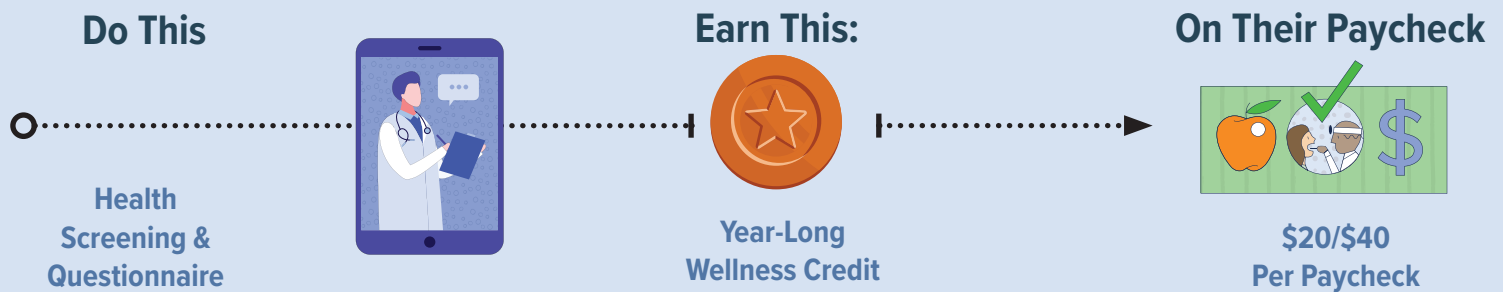 Do This
Earn This:
On Their Paycheck
Health
Screening &
Questionnaire
Year-Long
Wellness Credit
$20/$40
Per Paycheck